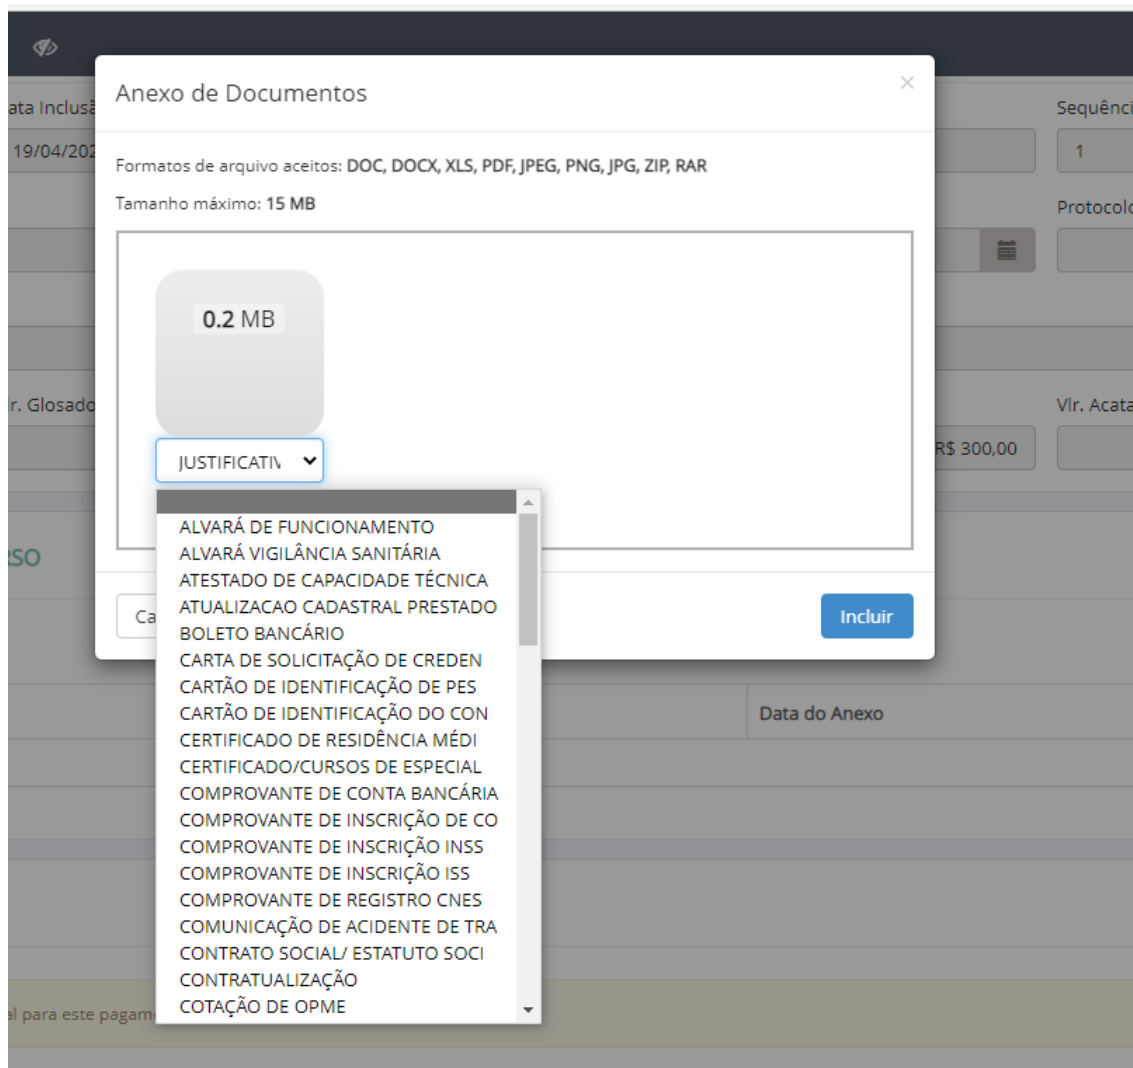 Anexo de Documentos
×
ata Inclusã
Sequênci
19/04/202
1
Formatos de arquivo aceitos: DOC, DOCX, XLS, PDF, JPEG, PNG, JPG, ZIP, RAR
Tamanho máximo: 15 MB
Protocolo
0.2 MB
lr. Glosado
Vlr. Acata
R$ 300,00
JUSTIFICATIV
ALVARÁ DE FUNCIONAMENTO
ALVARÁ VIGILÂNCIA SANITÁRIA
RSO
ATESTADO DE CAPACIDADE TÉCNICA
ATUALIZACAO CADASTRAL PRESTADO
Ca
Incluir
BOLETO BANCÁRIO
CARTA DE SOLICITAÇÃO DE CREDEN
CARTÃO DE IDENTIFICAÇÃO DE PES
CARTÃO DE IDENTIFICAÇÃO DO CON
Data do Anexo
CERTIFICADO DE RESIDÊNCIA MÉDI
CERTIFICADO/CURSOS DE ESPECIAL
COMPROVANTE DE CONTA BANCÁRIA
COMPROVANTE DE INSCRIÇÃO DE CO
COMPROVANTE DE INSCRIÇÃO INSS
COMPROVANTE DE INSCRIÇÃO ISS
COMPROVANTE DE REGISTRO CNES
COMUNICAÇÃO DE ACIDENTE DE TRA
CONTRATO SOCIAL/ ESTATUTO SOCI
CONTRATUALIZAÇÃO
COTAÇÃO DE OPME
al para este pagam